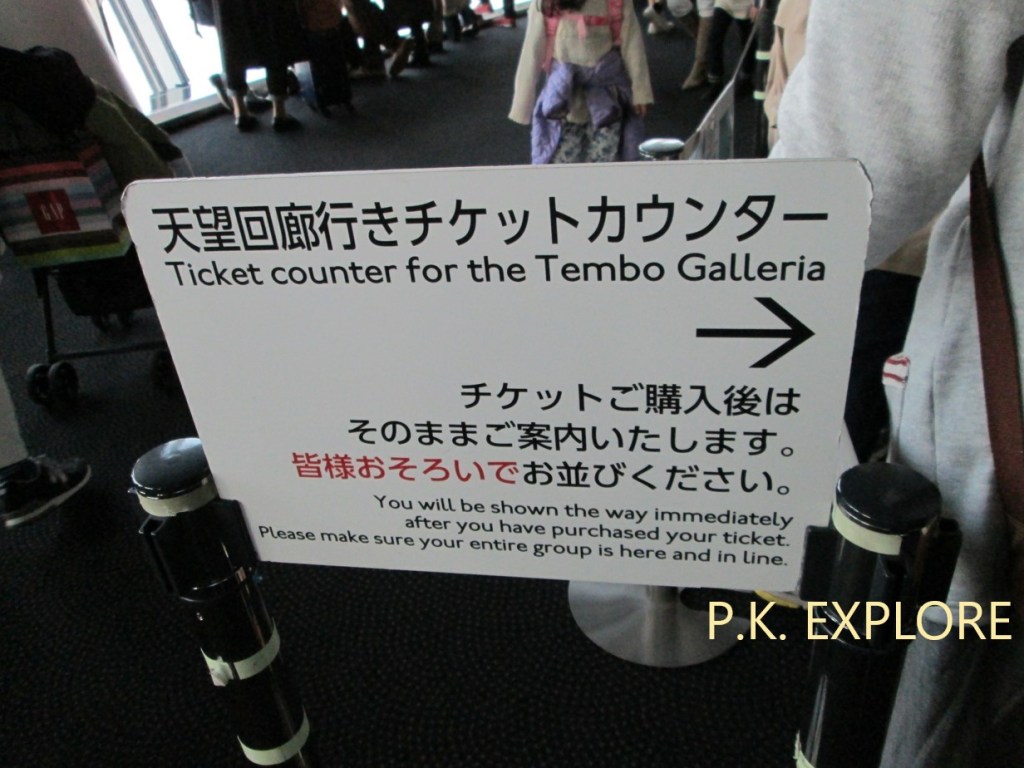 天望回廊行きチケットカウンター
Ticket counter for the Tembo Galleria
チケットご購入後は
そのままご案内いたします。
皆様おそろいでお並びください。
You will be shown the way immediately
after you have purchased your ticket.
Please make sure your entire group is here and in line.
GAP
P.K. EXPLORE